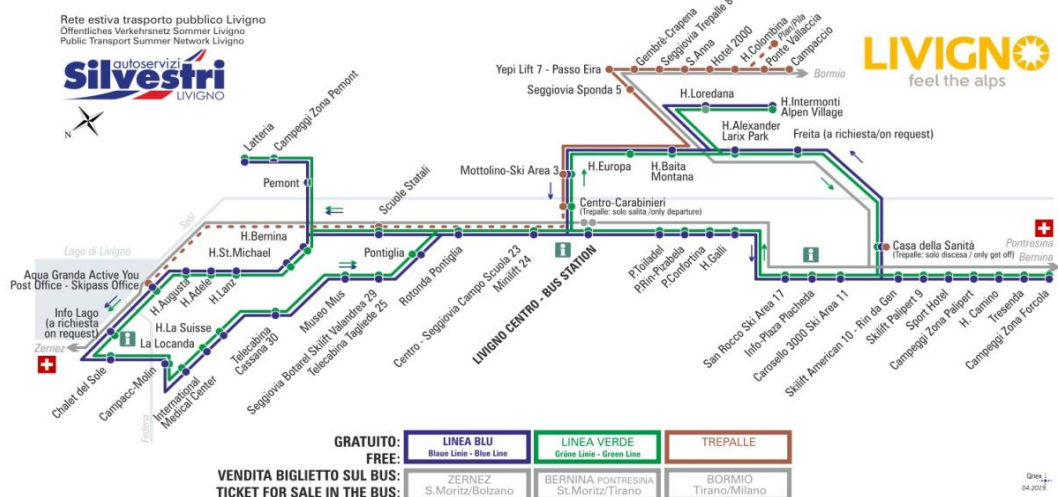 Rete estiva trasporto pubblico Livigno
Öffentliches Verkehrsnetz Sommer Livigno
Public Transport Summer Network Livigno
autoservizi
Silvestri
LIVIGNO
N
LIVIGNO
feel the alps
Yepi Lift 7 - Passo Eira
Gembrè-Crapena
Seggiovia Trepalle 8
S.Anna
Hotel 2000
H.Colombina
Plan/Pila
Ponte Vallaccia
Campaccio
Bormio
Seggiovia Sponda 5
H.Loredana
H.Intermonti
Alpen Village
H.Alexander
Larix Park
Freita (a richiesta/on request)
Latteria
Campeggi Zona Pemont
Pemont
Scuole Statali
Mottolino-Ski Area 3
H.Europa
H.Baita
Montana
Centro-Carabinieri
(Trepalle: solo salita /only departure)
Spöl
Lago di Livigno
H.Bernina
H.St.Michael
Pontiglia
Casa della Sanità
(Trepalle: solo discesa / only get off)
Pontresina
Bernina
Aqua Granda Active You
Post Office - Skipass Office
Info Lago
(a richiesta
on request)
Zernez
H.Augusta
H.Adele
H.Lanz
H.La Suisse
La Locanda
Chalet del Sole
Campacc-Molin
Federia
International
Medical Center
Telecabina
Cassana 30
Museo Mus
Seggiovia Botarel Skilift Valandrea 29
Telecabina Tagliede 25
Rotonda Pontiglia
Centro - Seggiovia Campo Scuola 23
Minilift 24
LIVIGNO CENTRO - BUS STATION
P.Toiladel
P.Rin-Pizabela
P.Confortina
H.Galli
San Rocco Ski Area 17
Info-Plaza Placheda
Carosello 3000 Ski Area 11
Skilift American 10 - Rin da Gen
Skilift Palipert 9
Sport Hotel
Campeggi Zona Palipert
H. Camino
Tresenda
Campeggi Zona Forcola
GRATUITO:
FREE:
LINEA BLU
Blaue Linie - Blue Line
LINEA VERDE
Grüne Linie - Green Line
TREPALLE
VENDITA BIGLIETTO SUL BUS:
TICKET FOR SALE IN THE BUS:
ZERNEZ
S.Moritz/Bolzano
BERNINA PONTRESINA
St.Moritz/Tirano
BORMIO
Tirano/Milano
Qnex
04.2015